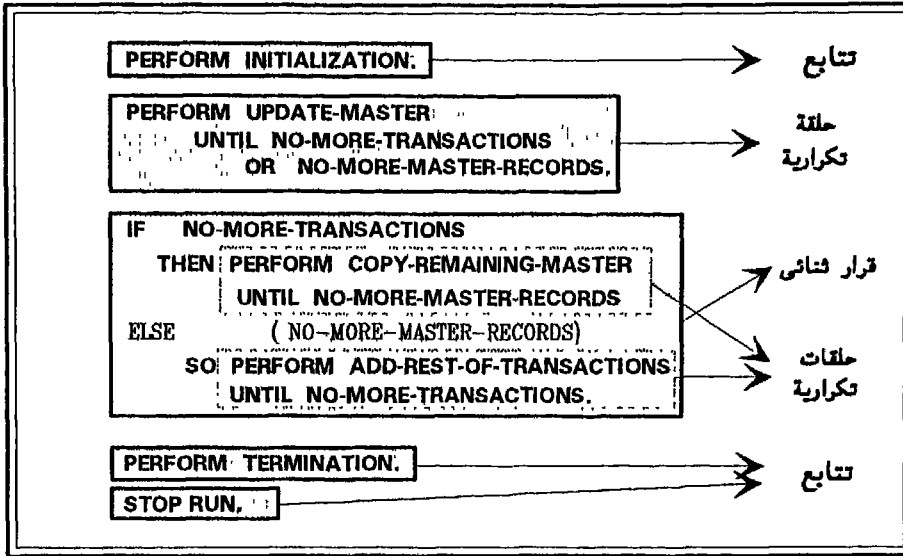 PERFORM INITIALIZATION.
تتابع
PERFORM UPDATE-MASTER
UNTIL NO-MORE-TRANSACTIONS
OR NO-MORE-MASTER-RECORDS.
حلقة
تكرارية
IF NO-MORE-TRANSACTIONS
THEN PERFORM COPY-REMAINING-MASTER
UNTIL NO-MORE-MASTER-RECORDS
قرار ثنائى
ELSE (NO-MORE-MASTER-RECORDS)
SO PERFORM ADD-REST-OF-TRANSACTIONS
UNTIL NO-MORE-TRANSACTIONS.
حلقات
تكرارية
PERFORM TERMINATION.
STOP RUN.
تتابع